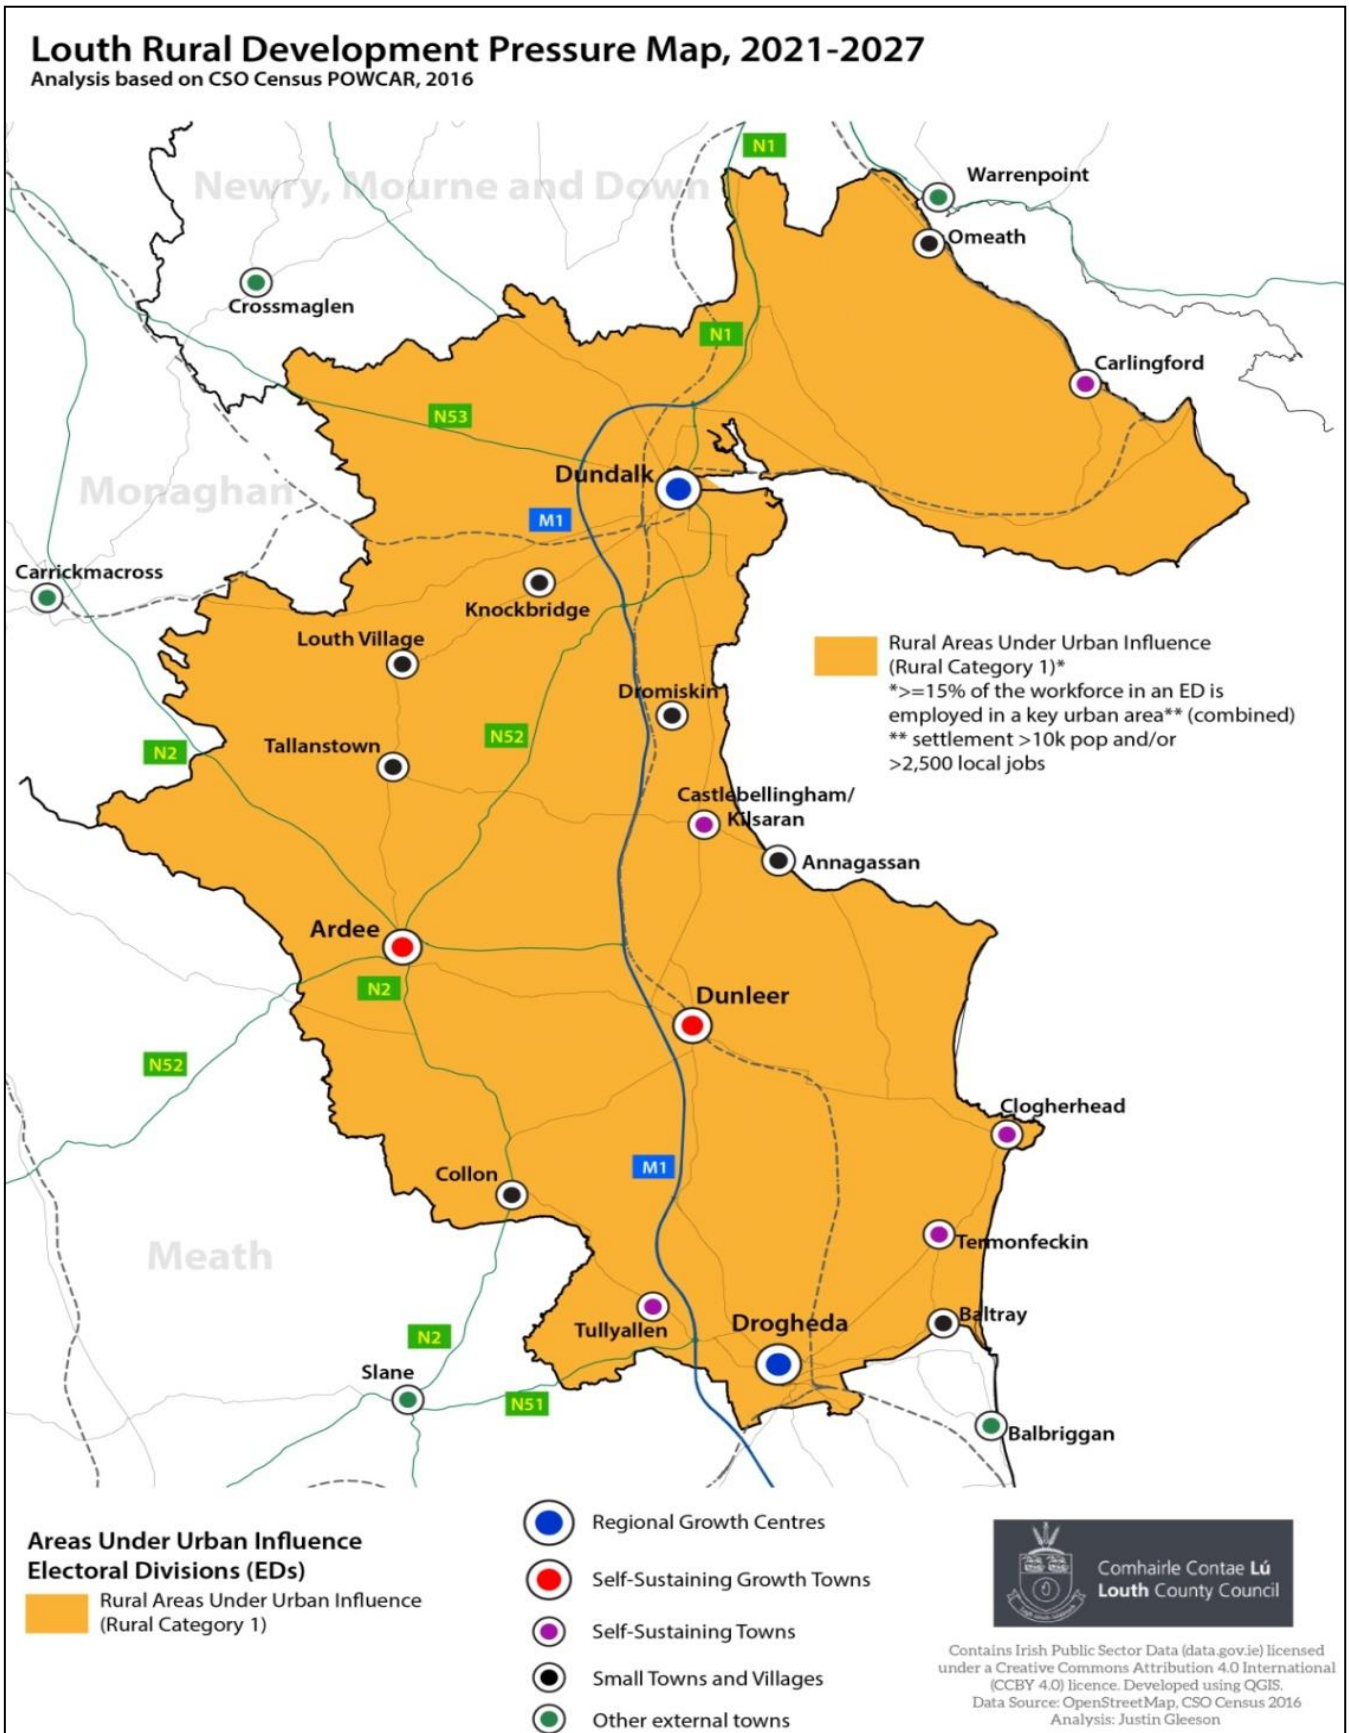 Louth Rural Development Pressure Map, 2021-2027
Analysis based on CSO Census POWCAR, 2016
N1
Warrenpoint
Newry, Mourne and Down
Omeath
Crossmaglen
N1
Carlingford
N53
Dundalk
Monaghan
M1
Carrickmacross
Knockbridge
Louth Village
Rural Areas Under Urban Influence
(Rural Category 1)*
*>=15% of the workforce in an ED is
employed in a key urban area** (combined)
** settlement >10k pop and/or
>2,500 local jobs
Dromiskin
N52
Tallanstown
N2
Castlebellingham/
Kilsaran
Annagassan
Ardee
N2
Dunleer
N52
Clogherhead
M1
Collon
Termonfeckin
Meath
Baltray
Drogheda
Tullyallen
N2
Slane
N51
Balbriggan
Areas Under Urban Influence
Electoral Divisions (EDs)
Rural Areas Under Urban Influence
(Rural Category 1)
Regional Growth Centres
Self-Sustaining Growth Towns
Self-Sustaining Towns
Small Towns and Villages
Other external towns
Comhairle Contae Lú
Louth County Council
Contains Irish Public Sector Data (data.gov.ie) licensed
under a Creative Commons Attribution 4.0 International
(CCBY 4.0) licence. Developed using QGIS.
Data Source: OpenStreetMap, CSO Census 2016
Analysis: Justin Gleeson